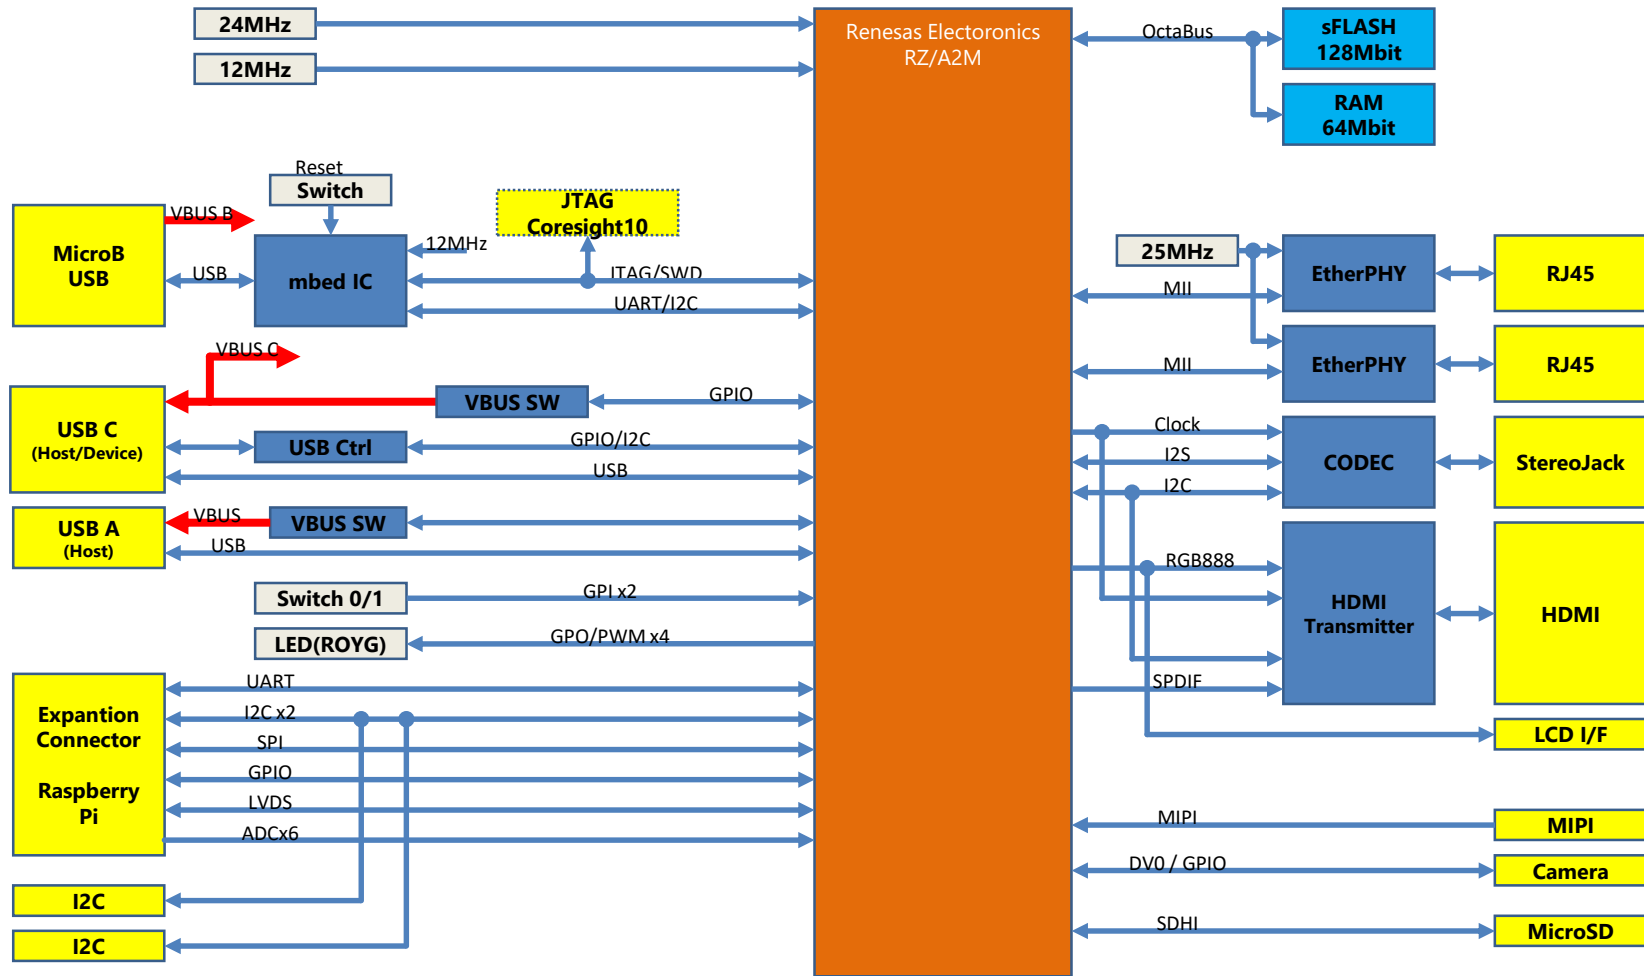 24MHz
12MHz
Renesas Electoronics
RZ/A2M
OctaBus
sFLASH
128Mbit
RAM
64Mbit
Reset
Switch
VBUS B
MicroB
USB
USB
mbed IC
12MHz
JTAG
Coresight10
JTAG/SWD
UART/I2C
25MHz
EtherPHY
RJ45
MII
EtherPHY
RJ45
MII
VBUS C
USB C
(Host/Device)
VBUS SW
GPIO
USB Ctrl
GPIO/I2C
USB
Clock
I2S
I2C
CODEC
StereoJack
USB A
(Host)
VBUS
VBUS SW
USB
RGB888
HDMI
Transmitter
HDMI
SPDIF
LCD I/F
Switch 0/1
GPI x2
LED(ROYG)
GPO/PWM x4
Expantion
Connector
Raspberry
Pi
UART
I2C x2
SPI
GPIO
LVDS
ADCx6
I2C
I2C
MIPI
MIPI
DV0 / GPIO
Camera
SDHI
MicroSD